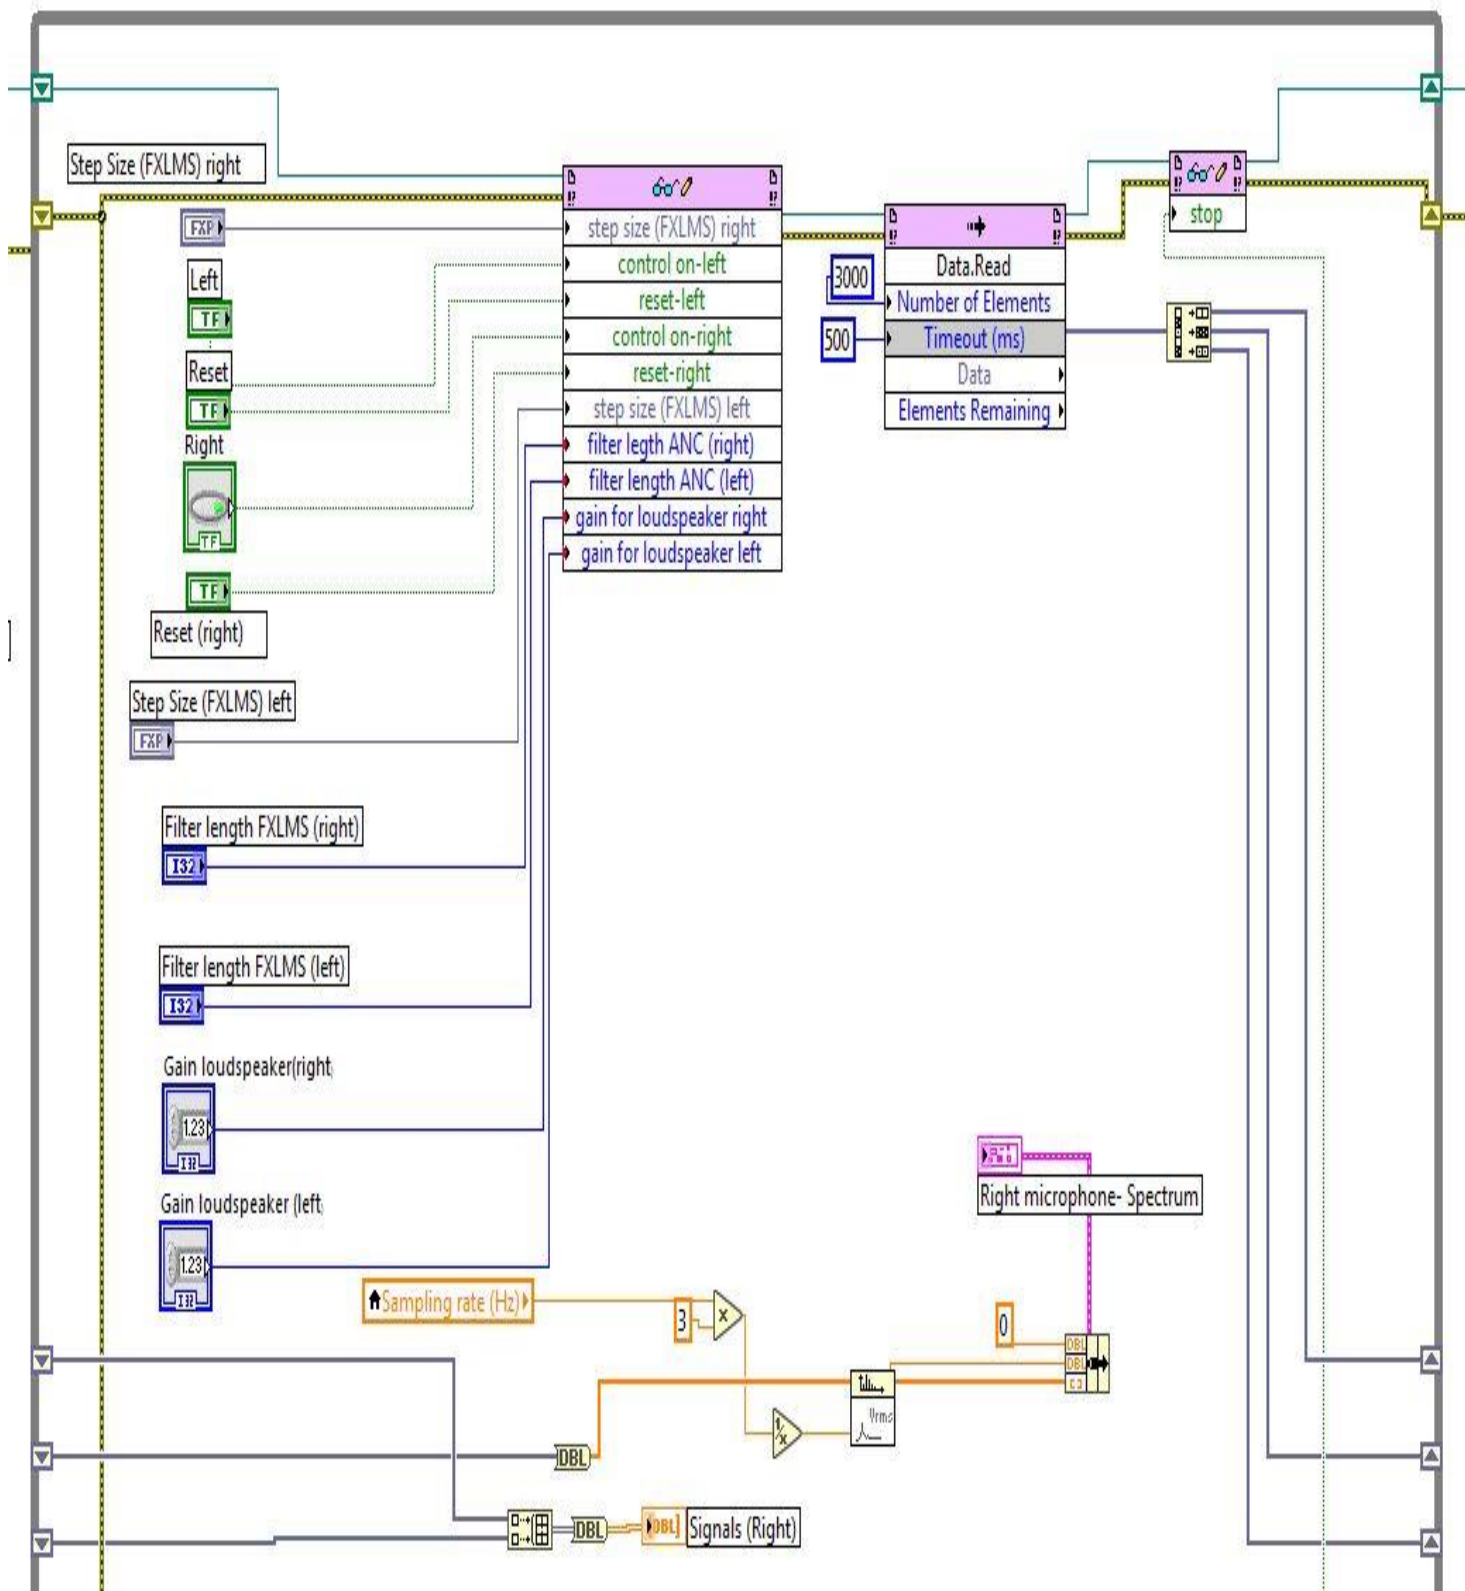 Step Size (FXLMS) right
FXP
Left
TF
Reset
TF
Right
TF
TF
Reset (right)
Step Size (FXLMS) left
FXP
Filter length FXLMS (right)
I32
Filter length FXLMS (left)
I32
Gain loudspeaker(right)
1.23
I32
Gain loudspeaker (left)
1.23
I32
step size (FXLMS) right
control on-left
reset-left
control on-right
reset-right
step size (FXLMS) left
filter legth ANC (right)
filter length ANC (left)
gain for loudspeaker right
gain for loudspeaker left
3000
500
Data.Read
Number of Elements
Timeout (ms)
Data
Elements Remaining
stop
Right microphone- Spectrum
Sampling rate (Hz)
3
x
0
DBL
DBL
1/x
Vrms
DBL
DBL
DBL]
Signals (Right)